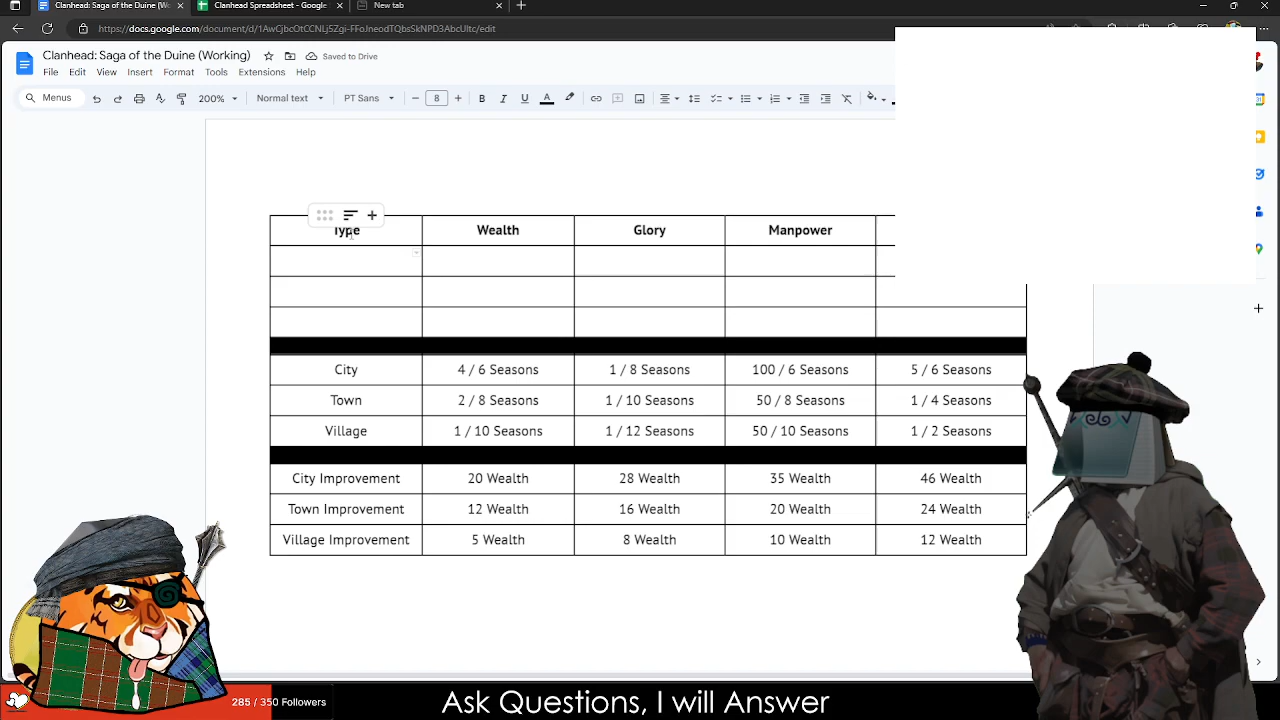 Clanhead: Saga of the Duine (Wo
Clanhead Spreadsheet - Google
New tab
https://docs.google.com/document/d/1AwCjbcOtCCNLj5Zgi-FFoJneodTQbsSkNPD3AbcUltc/edit
Clanhead: Saga of the Duine (Working)
Saved to Drive
File Edit View Insert Format Tools Extensions Help
Menus 200% Normal text PT Sans 8 B I U A
Type Wealth Glory Manpower
City 4 / 6 Seasons 1 / 8 Seasons 100 / 6 Seasons 5 / 6 Seasons
Town 2 / 8 Seasons 1 / 10 Seasons 50 / 8 Seasons 1 / 4 Seasons
Village 1 / 10 Seasons 1 / 12 Seasons 50 / 10 Seasons 1 / 2 Seasons
City Improvement 20 Wealth 28 Wealth 35 Wealth 46 Wealth
Town Improvement 12 Wealth 16 Wealth 20 Wealth 24 Wealth
Village Improvement 5 Wealth 8 Wealth 10 Wealth 12 Wealth
285 / 350 Followers
Ask Questions, I will Answer